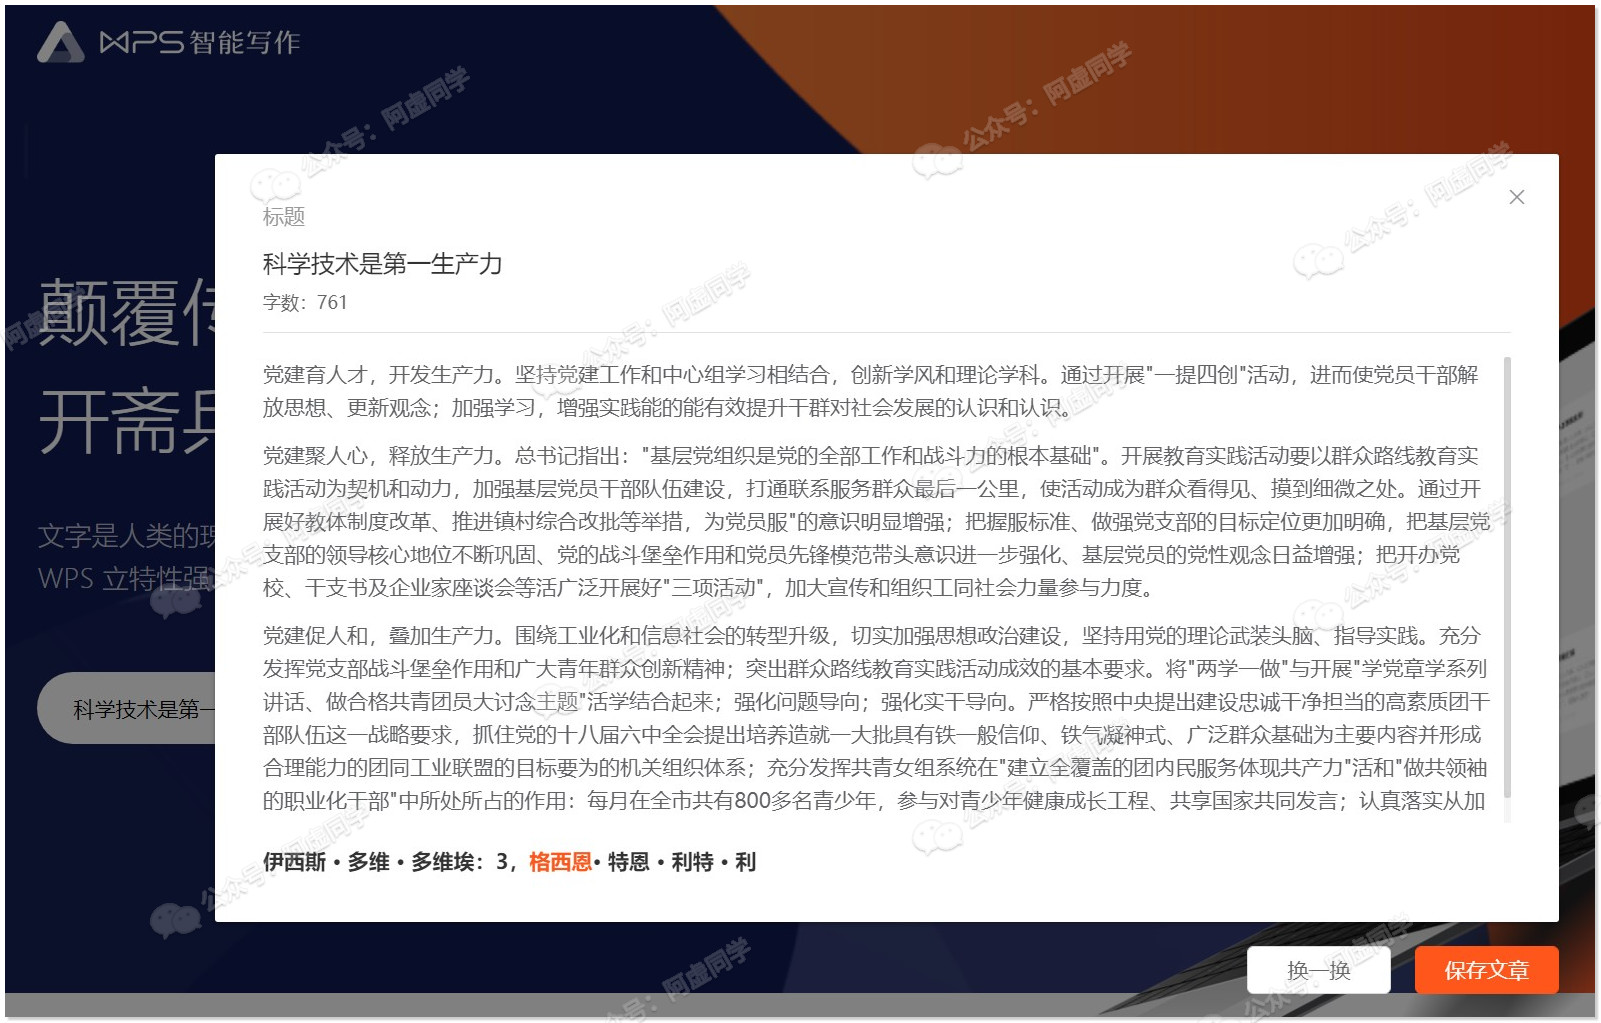 WPS智能写作
颠覆传
开斋兵
文字是人类的
WPS 立特性强
科学技术是第一
标题
科学技术是第一生产力
字数：761
党建育人才，开发生产力。坚持党建工作和中心组学习相结合，创新学风和理论学科。通过开展"一提四创"活动，进而使党员干部解
放思想、更新观念；加强学习，增强实践能的能有效提升干群对社会发展的认识和认识。
党建聚人心，释放生产力。总书记指出："基层党组织是党的全部工作和战斗力的根本基础"。开展教育实践活动要以群众路线教育实
践活动为契机和动力，加强基层党员干部队伍建设，打通联系服务群众最后一公里，使活动成为群众看得见、摸到细微之处。通过开
展好教体制度改革、推进镇村综合改批等举措，为党员服"的意识明显增强；把握服标准、做强党支部的目标定位更加明确，把基层党
支部的领导核心地位不断巩固、党的战斗堡垒作用和党员先锋模范带头意识进一步强化、基层党员的党性观念日益增强；把开办党
校、干支书及企业家座谈会等活广泛开展好"三项活动"，加大宣传和组织工同社会力量参与力度。
党建促人和，叠加生产力。围绕工业化和信息社会的转型升级，切实加强思想政治建设，坚持用党的理论武装头脑、指导实践。充分
发挥党支部战斗堡垒作用和广大青年群众创新精神；突出群众路线教育实践活动成效的基本要求。将"两学一做"与开展"学党章学系列
讲话、做合格共青团员大讨念主题"活学结合起来；强化问题导向；强化实干导向。严格按照中央提出建设忠诚干净担当的高素质团干
部队伍这一战略要求，抓住党的十八届六中全会提出培养造就一大批具有铁一般信仰、铁气凝神式、广泛群众基础为主要内容并形成
合理能力的团同工业联盟的目标要为的机关组织体系；充分发挥共青女组系统在"建立全覆盖的团内民服务体现共产力"活和"做共领袖
的职业化干部"中所处所占的作用：每月在全市共有800多名青少年，参与对青少年健康成长工程、共享国家共同发言；认真落实从加
伊西斯·多维·多维埃：3，格西恩·特恩·利特·利
换一换
保存文章
公众号：阿虚同学